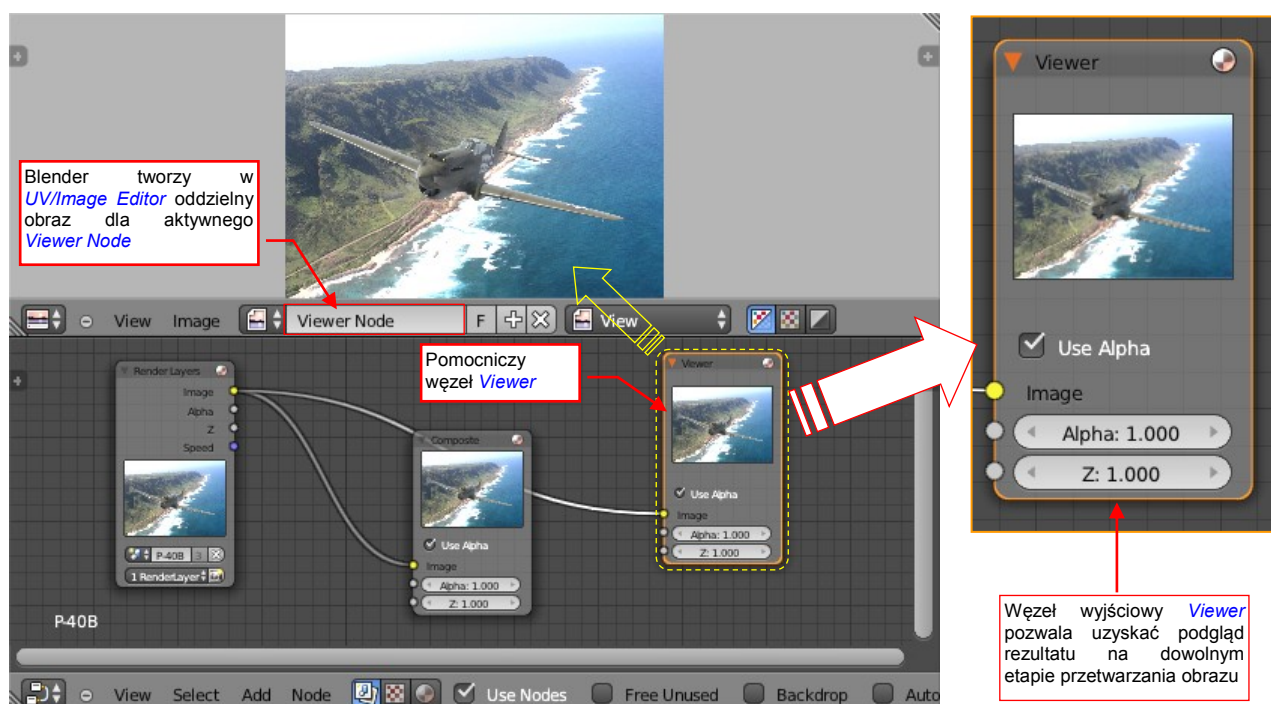 Blender tworzy w
UV/Image Editor oddzielny
obraz dla aktywnego
Viewer Node
View Image Viewer Node F View
Pomocniczy
węzeł Viewer
Render Layers
Image
Alpha
Z
Speed
P-40B 3
1 RenderLayer
Composite
Use Alpha
Image
Alpha: 1.000
Z: 1.000
Viewer
Use Alpha
Image
Alpha: 1.000
Z: 1.000
P-40B
View Select Add Node Use Nodes Free Unused Backdrop Auto
Viewer
Use Alpha
Image
Alpha: 1.000
Z: 1.000
Węzeł wyjściowy Viewer
pozwala uzyskać podgląd
rezultatu na dowolnym
etapie przetwarzania obrazu